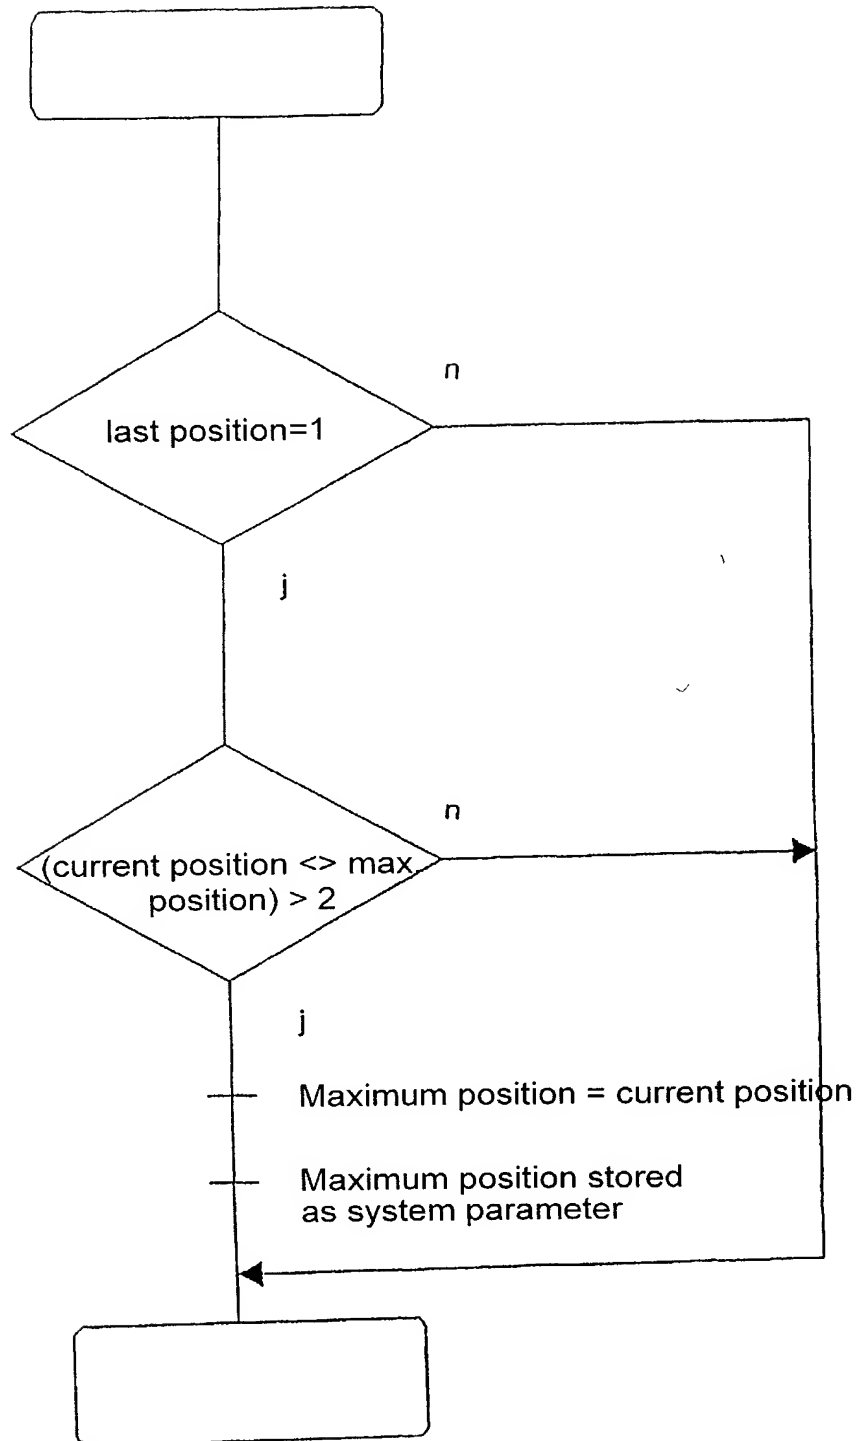 n
last position=1
j
n
(current position <> max.
position) > 2
j
Maximum position = current position
Maximum position stored
as system parameter